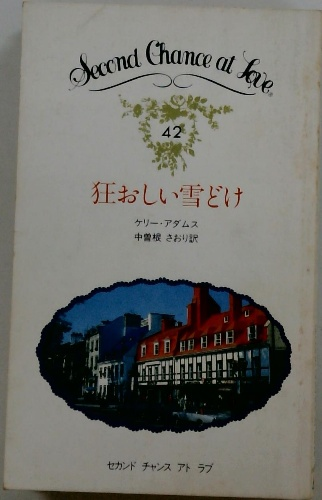 Second Chance at Love
42
狂おしい雪どけ
ケリー・アダムス
中曽根 さおり訳
セカンド チャンス アト ラブ